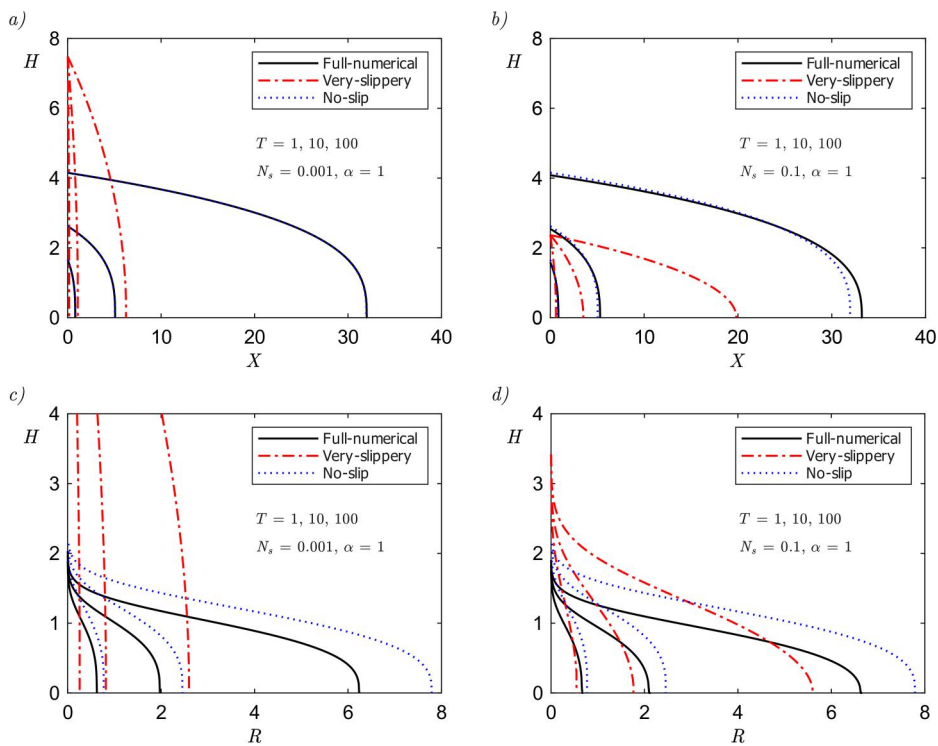 a)
H
8
6
4
2
0
Full-numerical
Very-slippery
No-slip
T = 1, 10, 100
N_s = 0.001, α = 1
0 10 20 30 40
X
b)
H
8
6
4
2
0
Full-numerical
Very-slippery
No-slip
T = 1, 10, 100
N_s = 0.1, α = 1
0 10 20 30 40
X
c)
H
4
3
2
1
0
Full-numerical
Very-slippery
No-slip
T = 1, 10, 100
N_s = 0.001, α = 1
0 2 4 6 8
R
d)
H
4
3
2
1
0
Full-numerical
Very-slippery
No-slip
T = 1, 10, 100
N_s = 0.1, α = 1
0 2 4 6 8
R